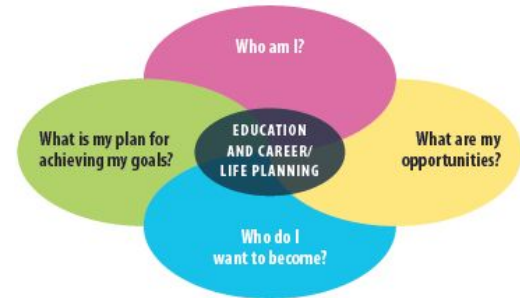 Who am I?
What is my plan for
achieving my goals?
EDUCATION
AND CAREER/
LIFE PLANNING
What are my
opportunities?
Who do I
want to become?